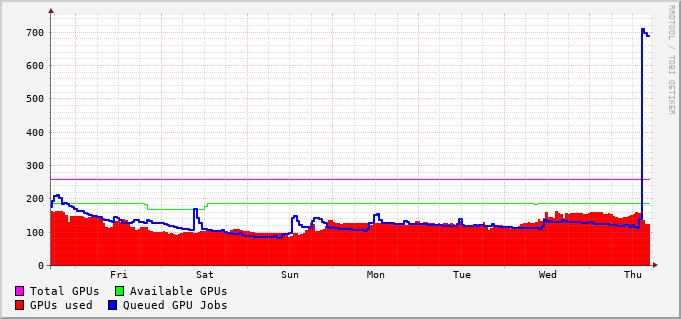 700
600
500
400
300
200
100
0
Fri Sat Sun Mon Tue Wed Thu
Total GPUs Available GPUs
GPUs used Queued GPU Jobs
RRDTOOL / TOBI OETIKER